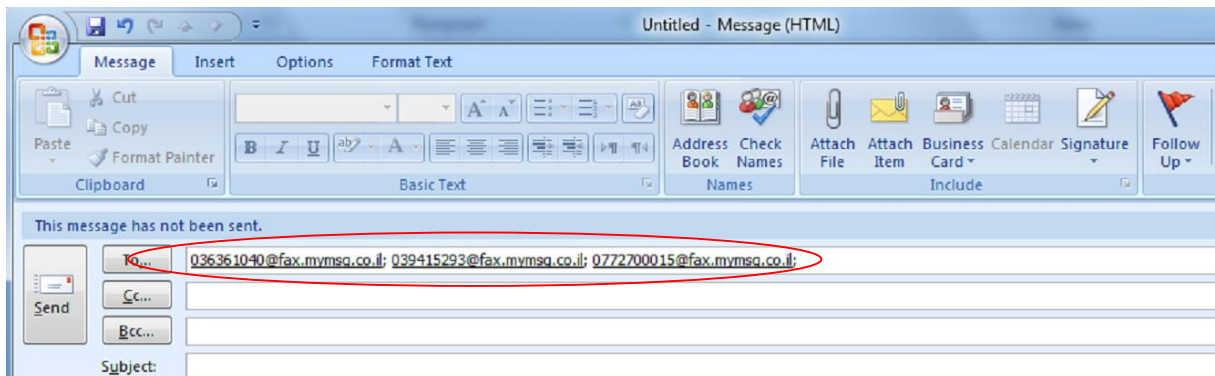 Untitled - Message (HTML)
Message Insert Options Format Text
Cut
Copy
Paste
Format Painter
Clipboard
B I U
Basic Text
Address Book
Check Names
Names
Attach File
Attach Item
Business Card
Calendar
Signature
Include
Follow Up
This message has not been sent.
To... 036361040@fax.mymsg.co.il; 039415293@fax.mymsg.co.il; 0772700015@fax.mymsg.co.il;
Send
Cc...
Bcc...
Subject: